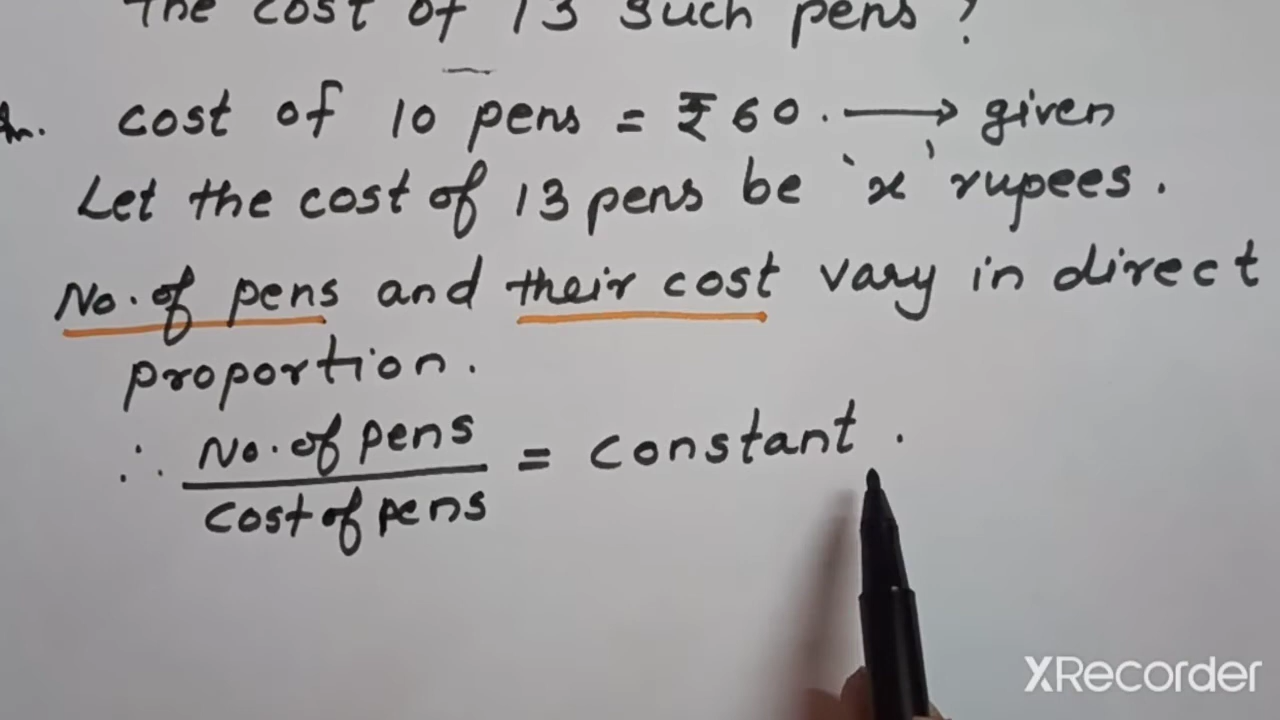 The cost of 13 such pens?
An. cost of 10 pens = ₹ 60. ⟶ given
Let the cost of 13 pens be 'x' rupees.
No. of pens and their cost vary in direct
proportion.
∴ No. of pens
cost of pens = constant.
XRecorder